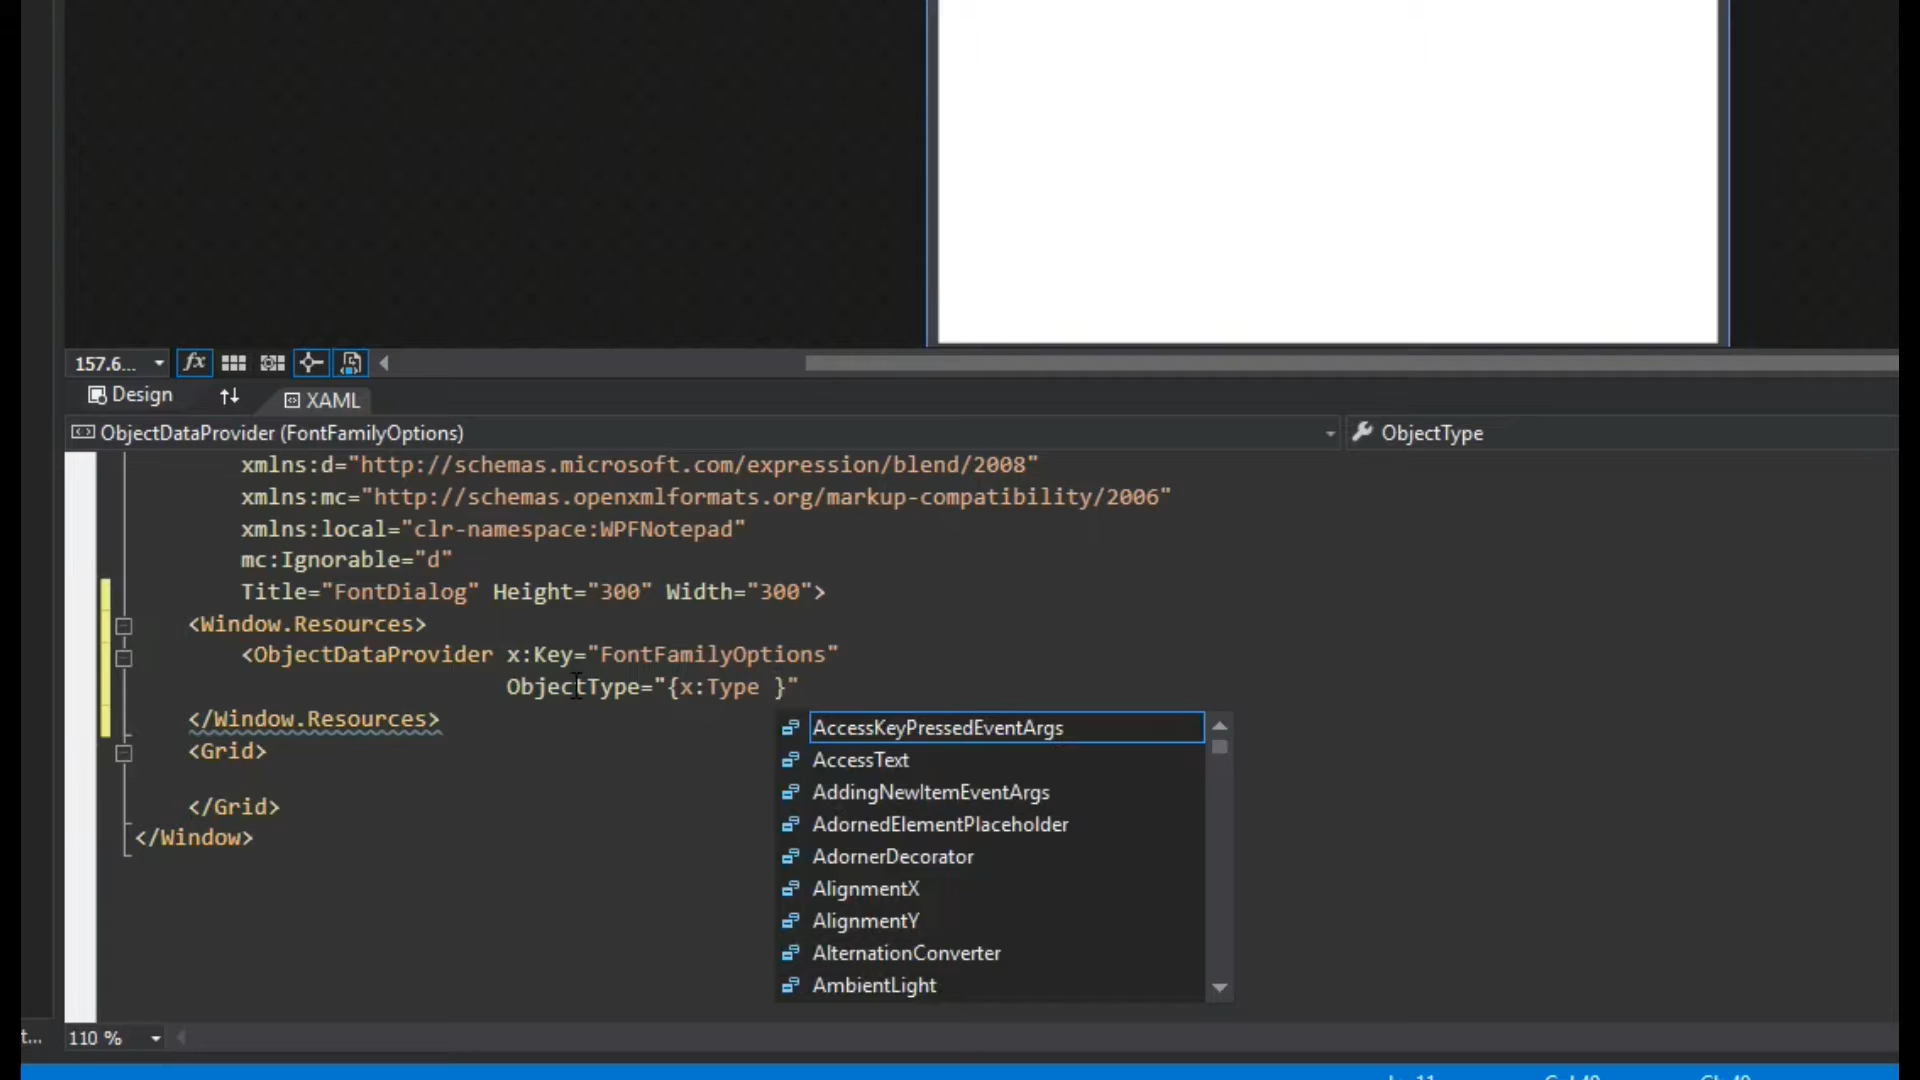 157.6...
fx
Design
XAML
ObjectDataProvider (FontFamilyOptions)
ObjectType
xmlns:d="http://schemas.microsoft.com/expression/blend/2008"
xmlns:mc="http://schemas.openxmlformats.org/markup-compatibility/2006"
xmlns:local="clr-namespace:WPFNotepad"
mc:Ignorable="d"
Title="FontDialog" Height="300" Width="300">
<Window.Resources>
<ObjectDataProvider x:Key="FontFamilyOptions"
ObjectType="{x:Type }"
</Window.Resources>
<Grid>
</Grid>
</Window>
AccessKeyPressedEventArgs
AccessText
AddingNewItemEventArgs
AdornedElementPlaceholder
AdornerDecorator
AlignmentX
AlignmentY
AlternationConverter
AmbientLight
t...
110 %